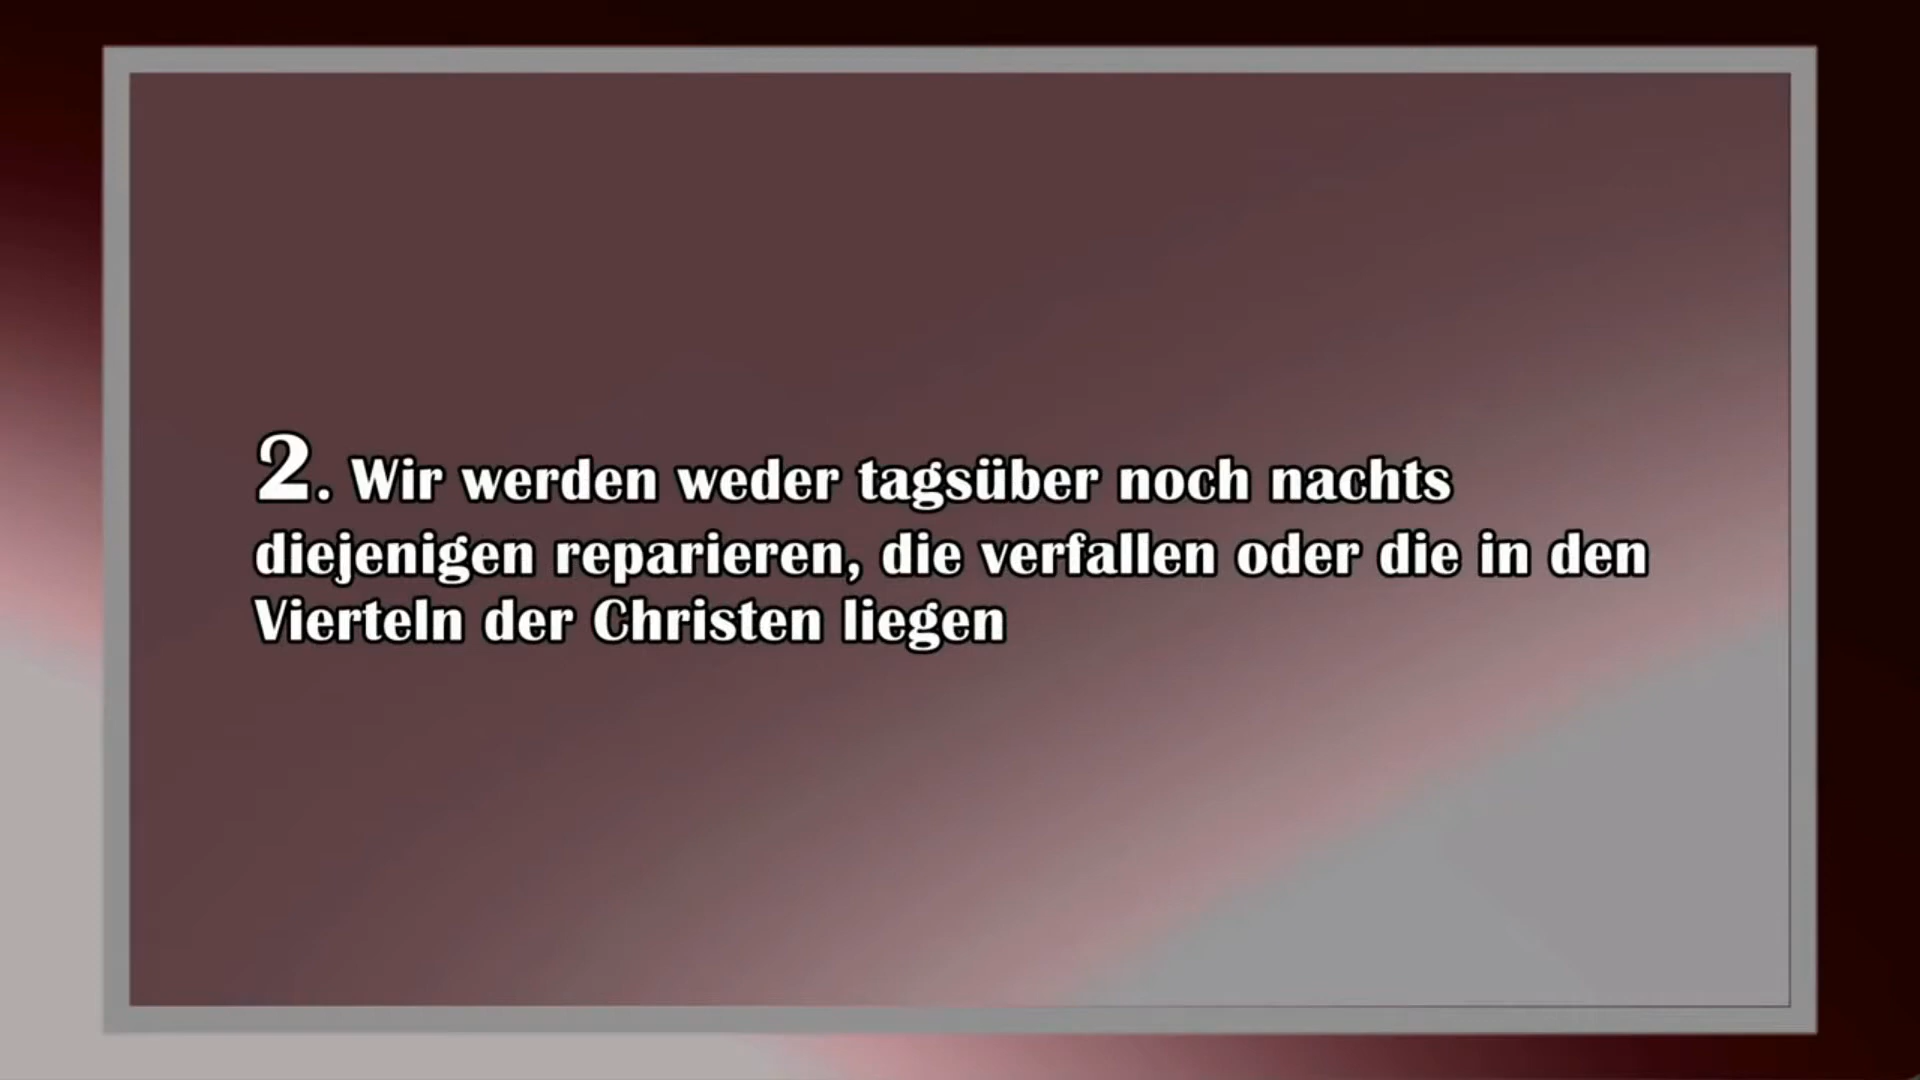 2. Wir werden weder tagsüber noch nachts
diejenigen reparieren, die verfallen oder die in den
Vierteln der Christen liegen